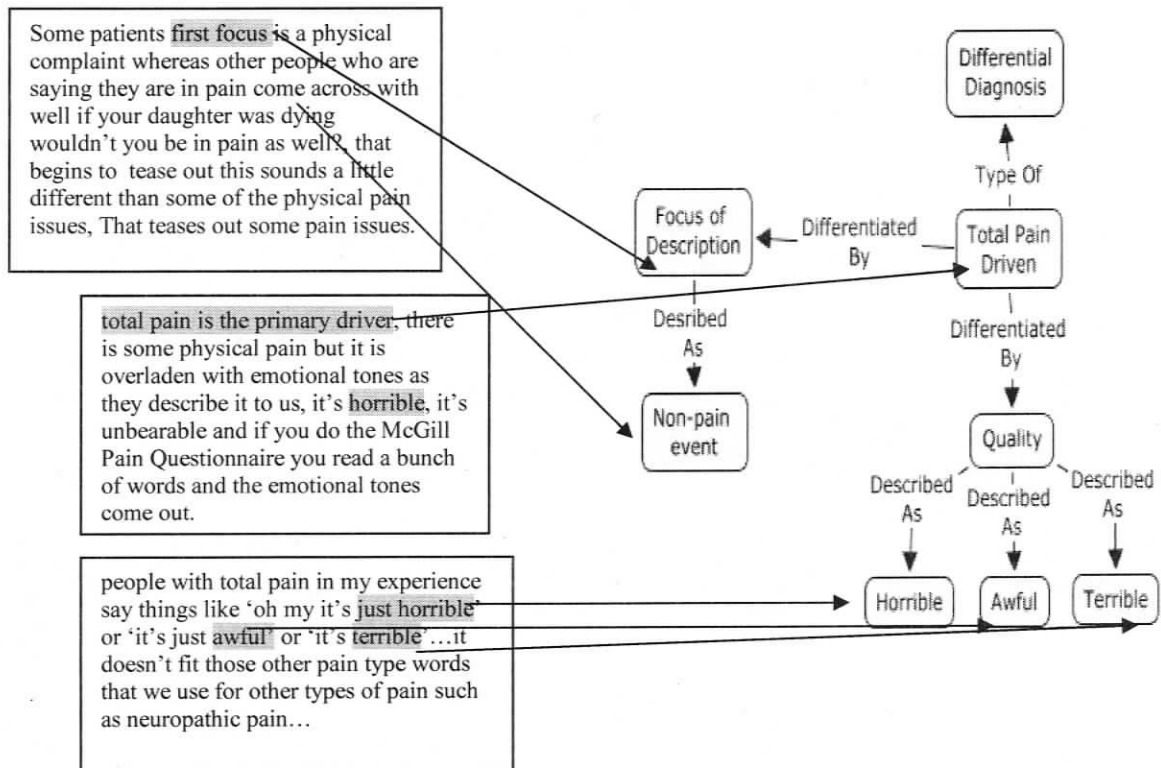 Some patients first focus is a physical
complaint whereas other people who are
saying they are in pain come across with
well if your daughter was dying
wouldn't you be in pain as well?, that
begins to tease out this sounds a little
different than some of the physical pain
issues, That teases out some pain issues.
total pain is the primary driver, there
is some physical pain but it is
overladen with emotional tones as
they describe it to us, it's horrible, it's
unbearable and if you do the McGill
Pain Questionnaire you read a bunch
of words and the emotional tones
come out.
people with total pain in my experience
say things like 'oh my it's just horrible'
or 'it's just awful' or 'it's terrible'...it
doesn't fit those other pain type words
that we use for other types of pain such
as neuropathic pain...
Differential
Diagnosis
Type Of
Total Pain
Driven
Differentiated
By
Focus of
Description
Desribed
As
Non-pain
event
Differentiated
By
Quality
Described
As
Described
As
Described
As
Horrible
Awful
Terrible